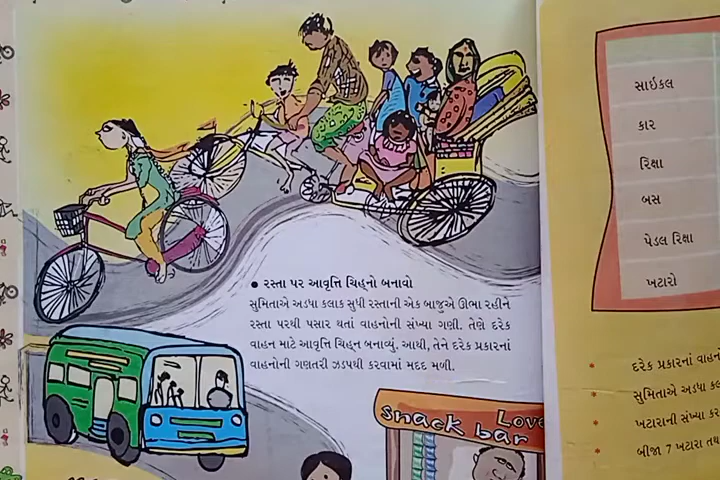 • રસ્તા પર આવૃત્તિ ચિહ્નો બનાવો
સુમિતાએ અડધા કલાક સુધી રસ્તાની એક બાજુએ ઊભા રહીને
રસ્તા પરથી પસાર થતાં વાહનોની સંખ્યા ગણી. તેણે દરેક
વાહન માટે આવૃત્તિ ચિહ્ન બનાવ્યું. આથી, તેને દરેક પ્રકારનાં
વાહનોની ગણતરી ઝડપથી કરવામાં મદદ મળી.
Love
Snack bar
સાઇકલ
કાર
રિક્ષા
બસ
પેડલ રિક્ષા
ખટારો
* દરેક પ્રકારનાં વાહનો
* સુમિતાએ અડધા
* ખટારાની સંખ્યા
* બીજા 7 ખટારા